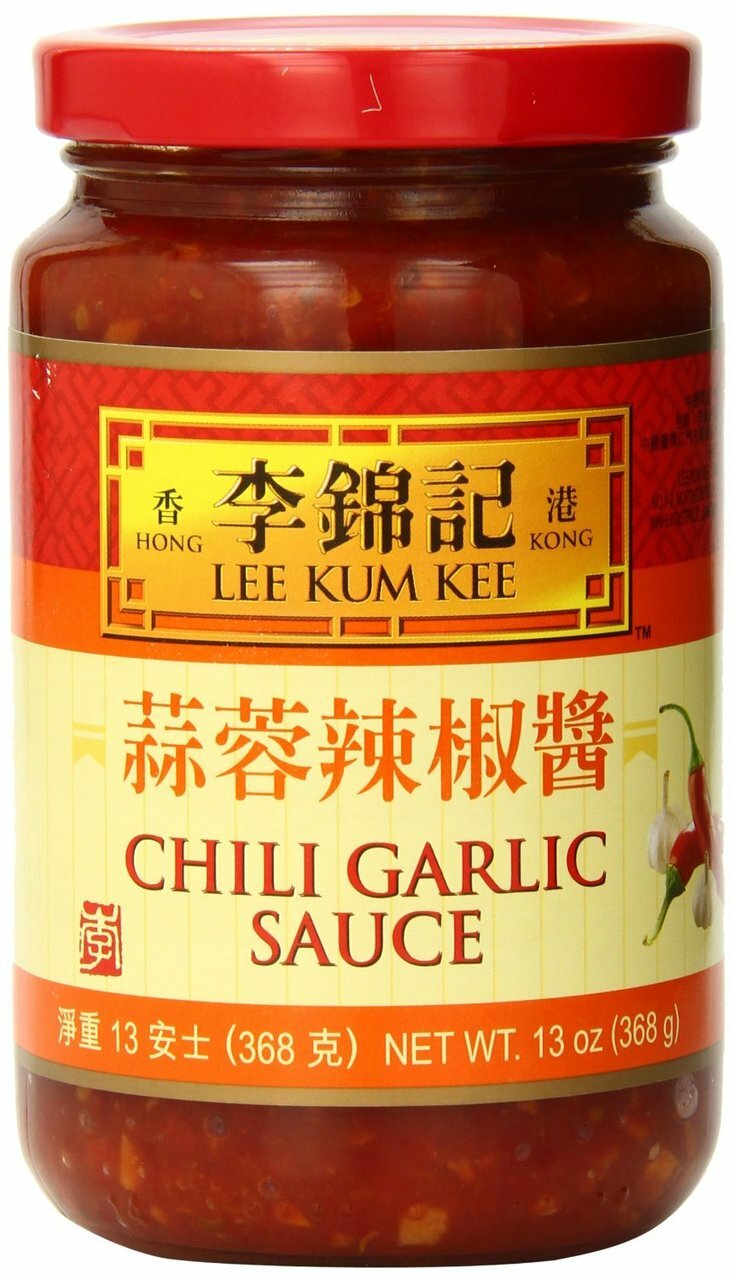 香 李錦記 港
HONG KONG
LEE KUM KEE
TM
蒜蓉辣椒醬
CHILI GARLIC
SAUCE
李
淨重 13 安士 (368 克) NET WT. 13 oz (368 g)